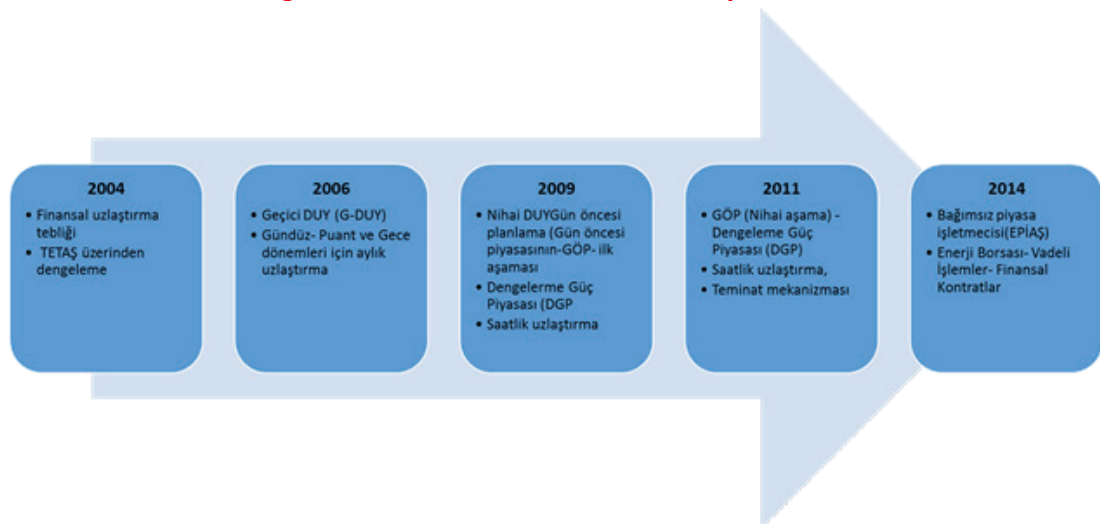 2004
• Finansal uzlaştırma
tebliği
• TETAŞ üzerinden
dengeleme
2006
• Geçici DUY (G-DUY)
• Gündüz- Puant ve Gece
dönemleri için aylık
uzlaştırma
2009
• Nihai DUYGün öncesi
planlama (Gün öncesi
piyasasının-GÖP- ilk
aşaması
• Dengelerme Güç
Piyasası (DGP
• Saatlik uzlaştırma
2011
• GÖP (Nihai aşama) -
Dengeleme Güç
Piyasası (DGP)
• Saatlik uzlaştırma,
• Teminat mekanizması
2014
• Bağımsız piyasa
işletmecisi(EPİAŞ)
• Enerji Borsası- Vadeli
İşlemler- Finansal
Kontratlar